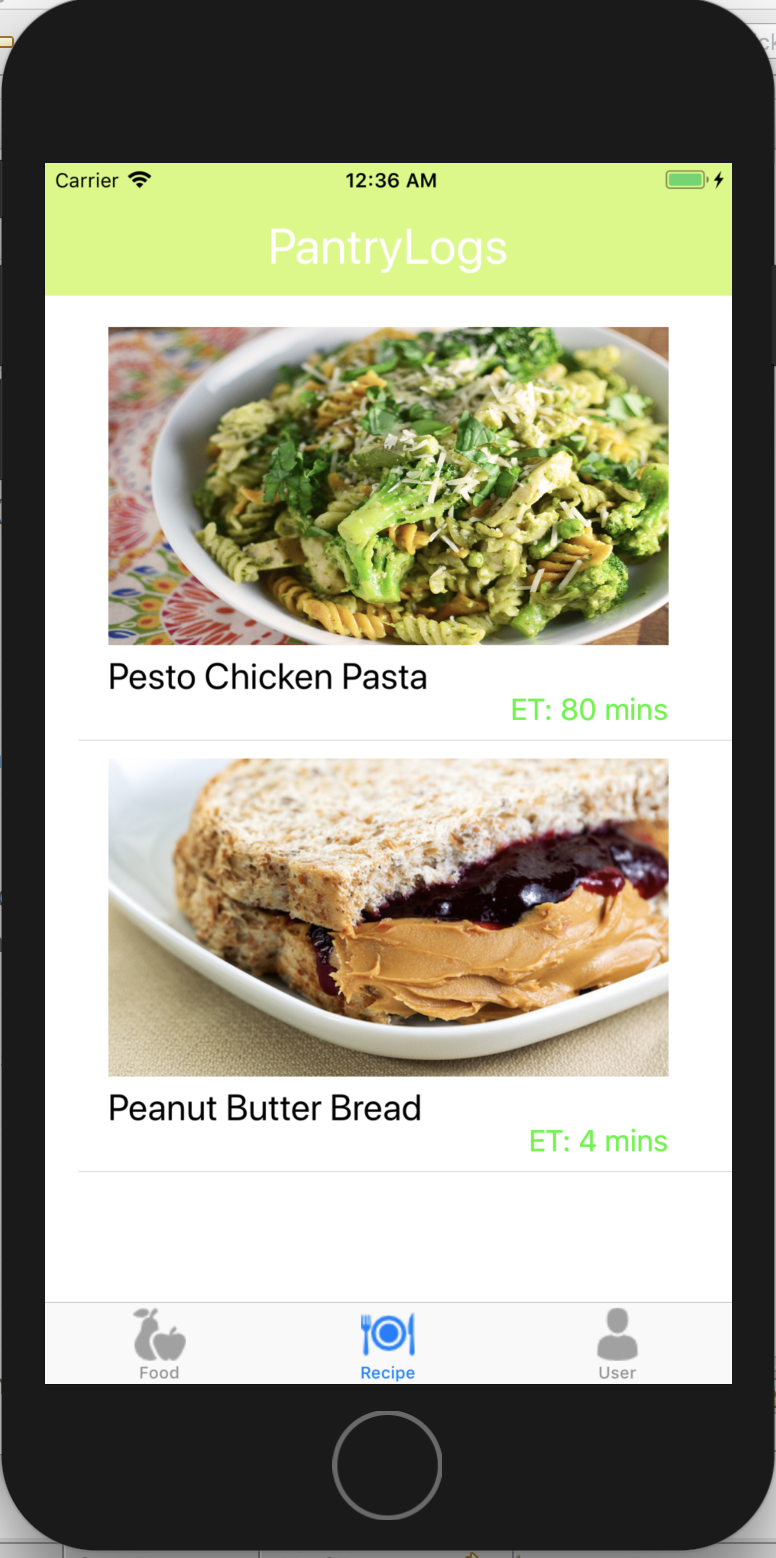 Carrier 12:36 AM
PantryLogs
Pesto Chicken Pasta
ET: 80 mins
Peanut Butter Bread
ET: 4 mins
Food Recipe User